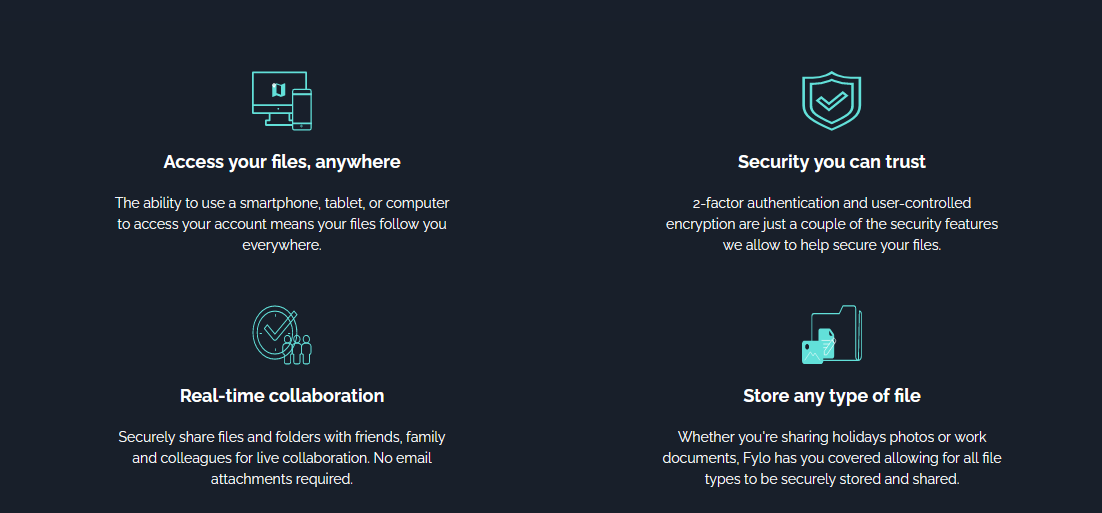 Access your files, anywhere
The ability to use a smartphone, tablet, or computer
to access your account means your files follow you
everywhere.
Security you can trust
2-factor authentication and user-controlled
encryption are just a couple of the security features
we allow to help secure your files.
Real-time collaboration
Securely share files and folders with friends, family
and colleagues for live collaboration. No email
attachments required.
Store any type of file
Whether you're sharing holidays photos or work
documents, Fylo has you covered allowing for all file
types to be securely stored and shared.